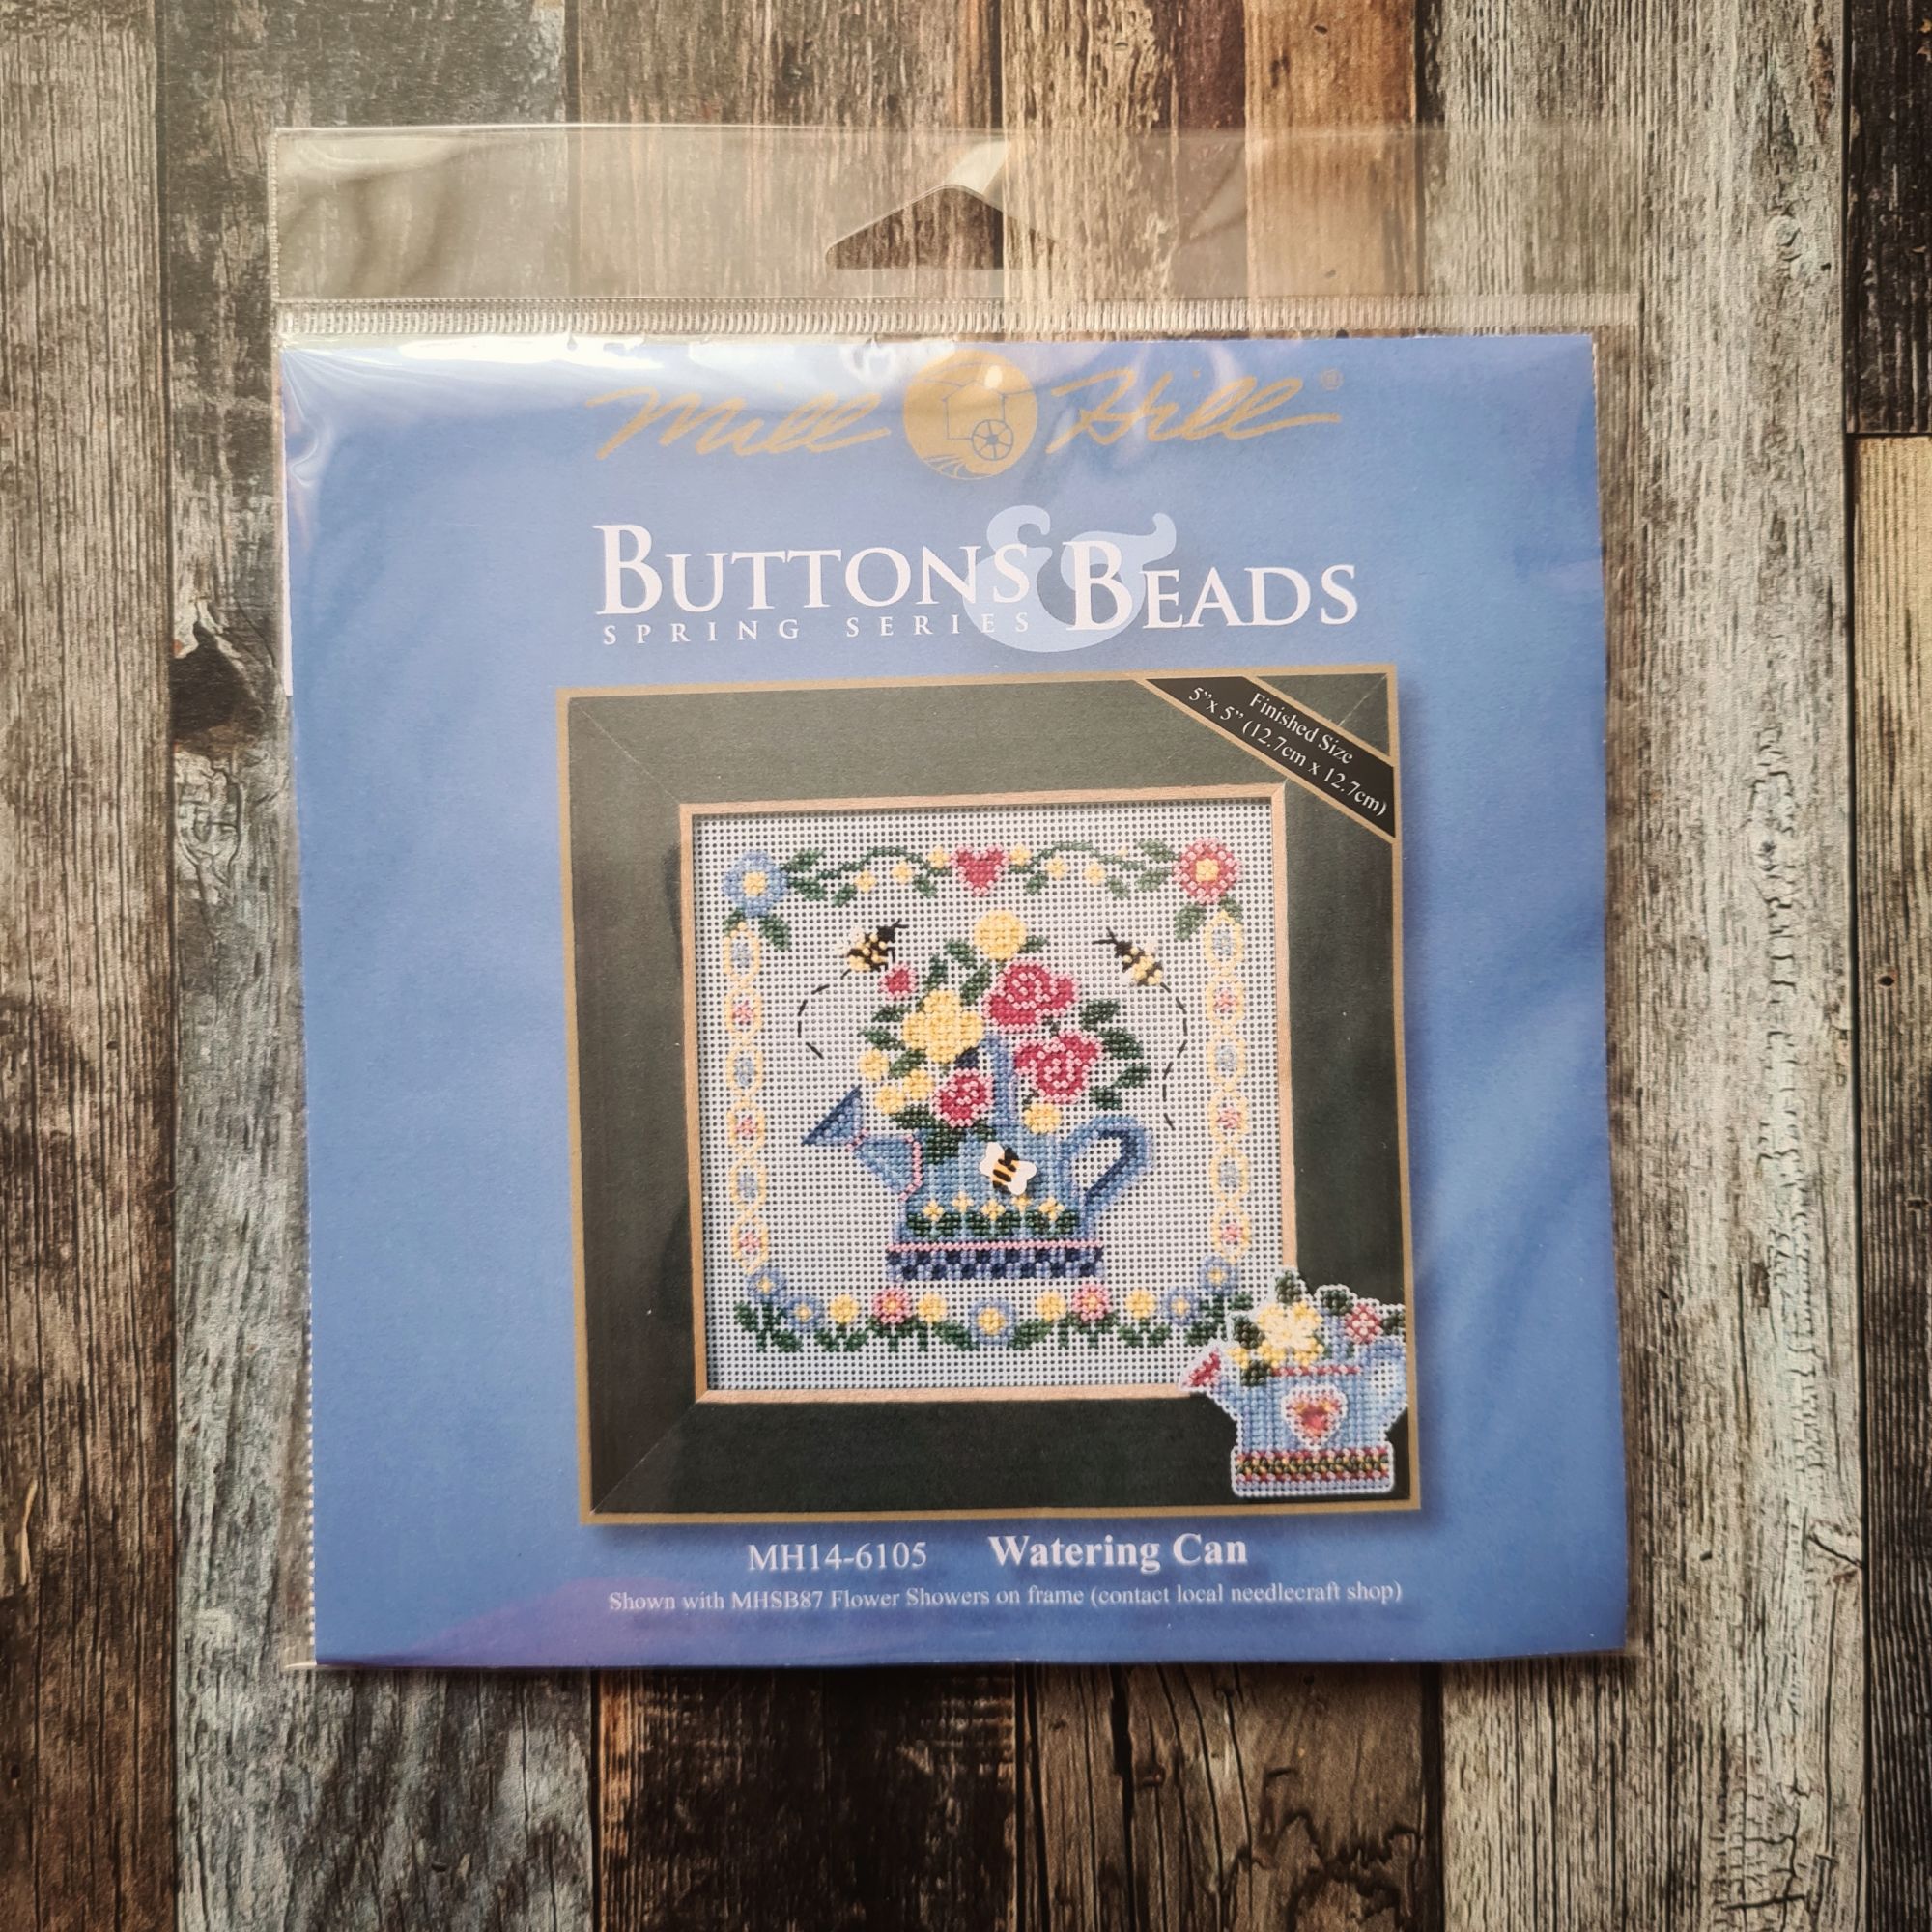 Mill Hill®
BUTTONS & BEADS
SPRING SERIES
Finished Size
5"x 5" (12.7cm x 12.7cm)
MH14-6105 Watering Can
Shown with MHSB87 Flower Showers on frame (contact local needlecraft shop)